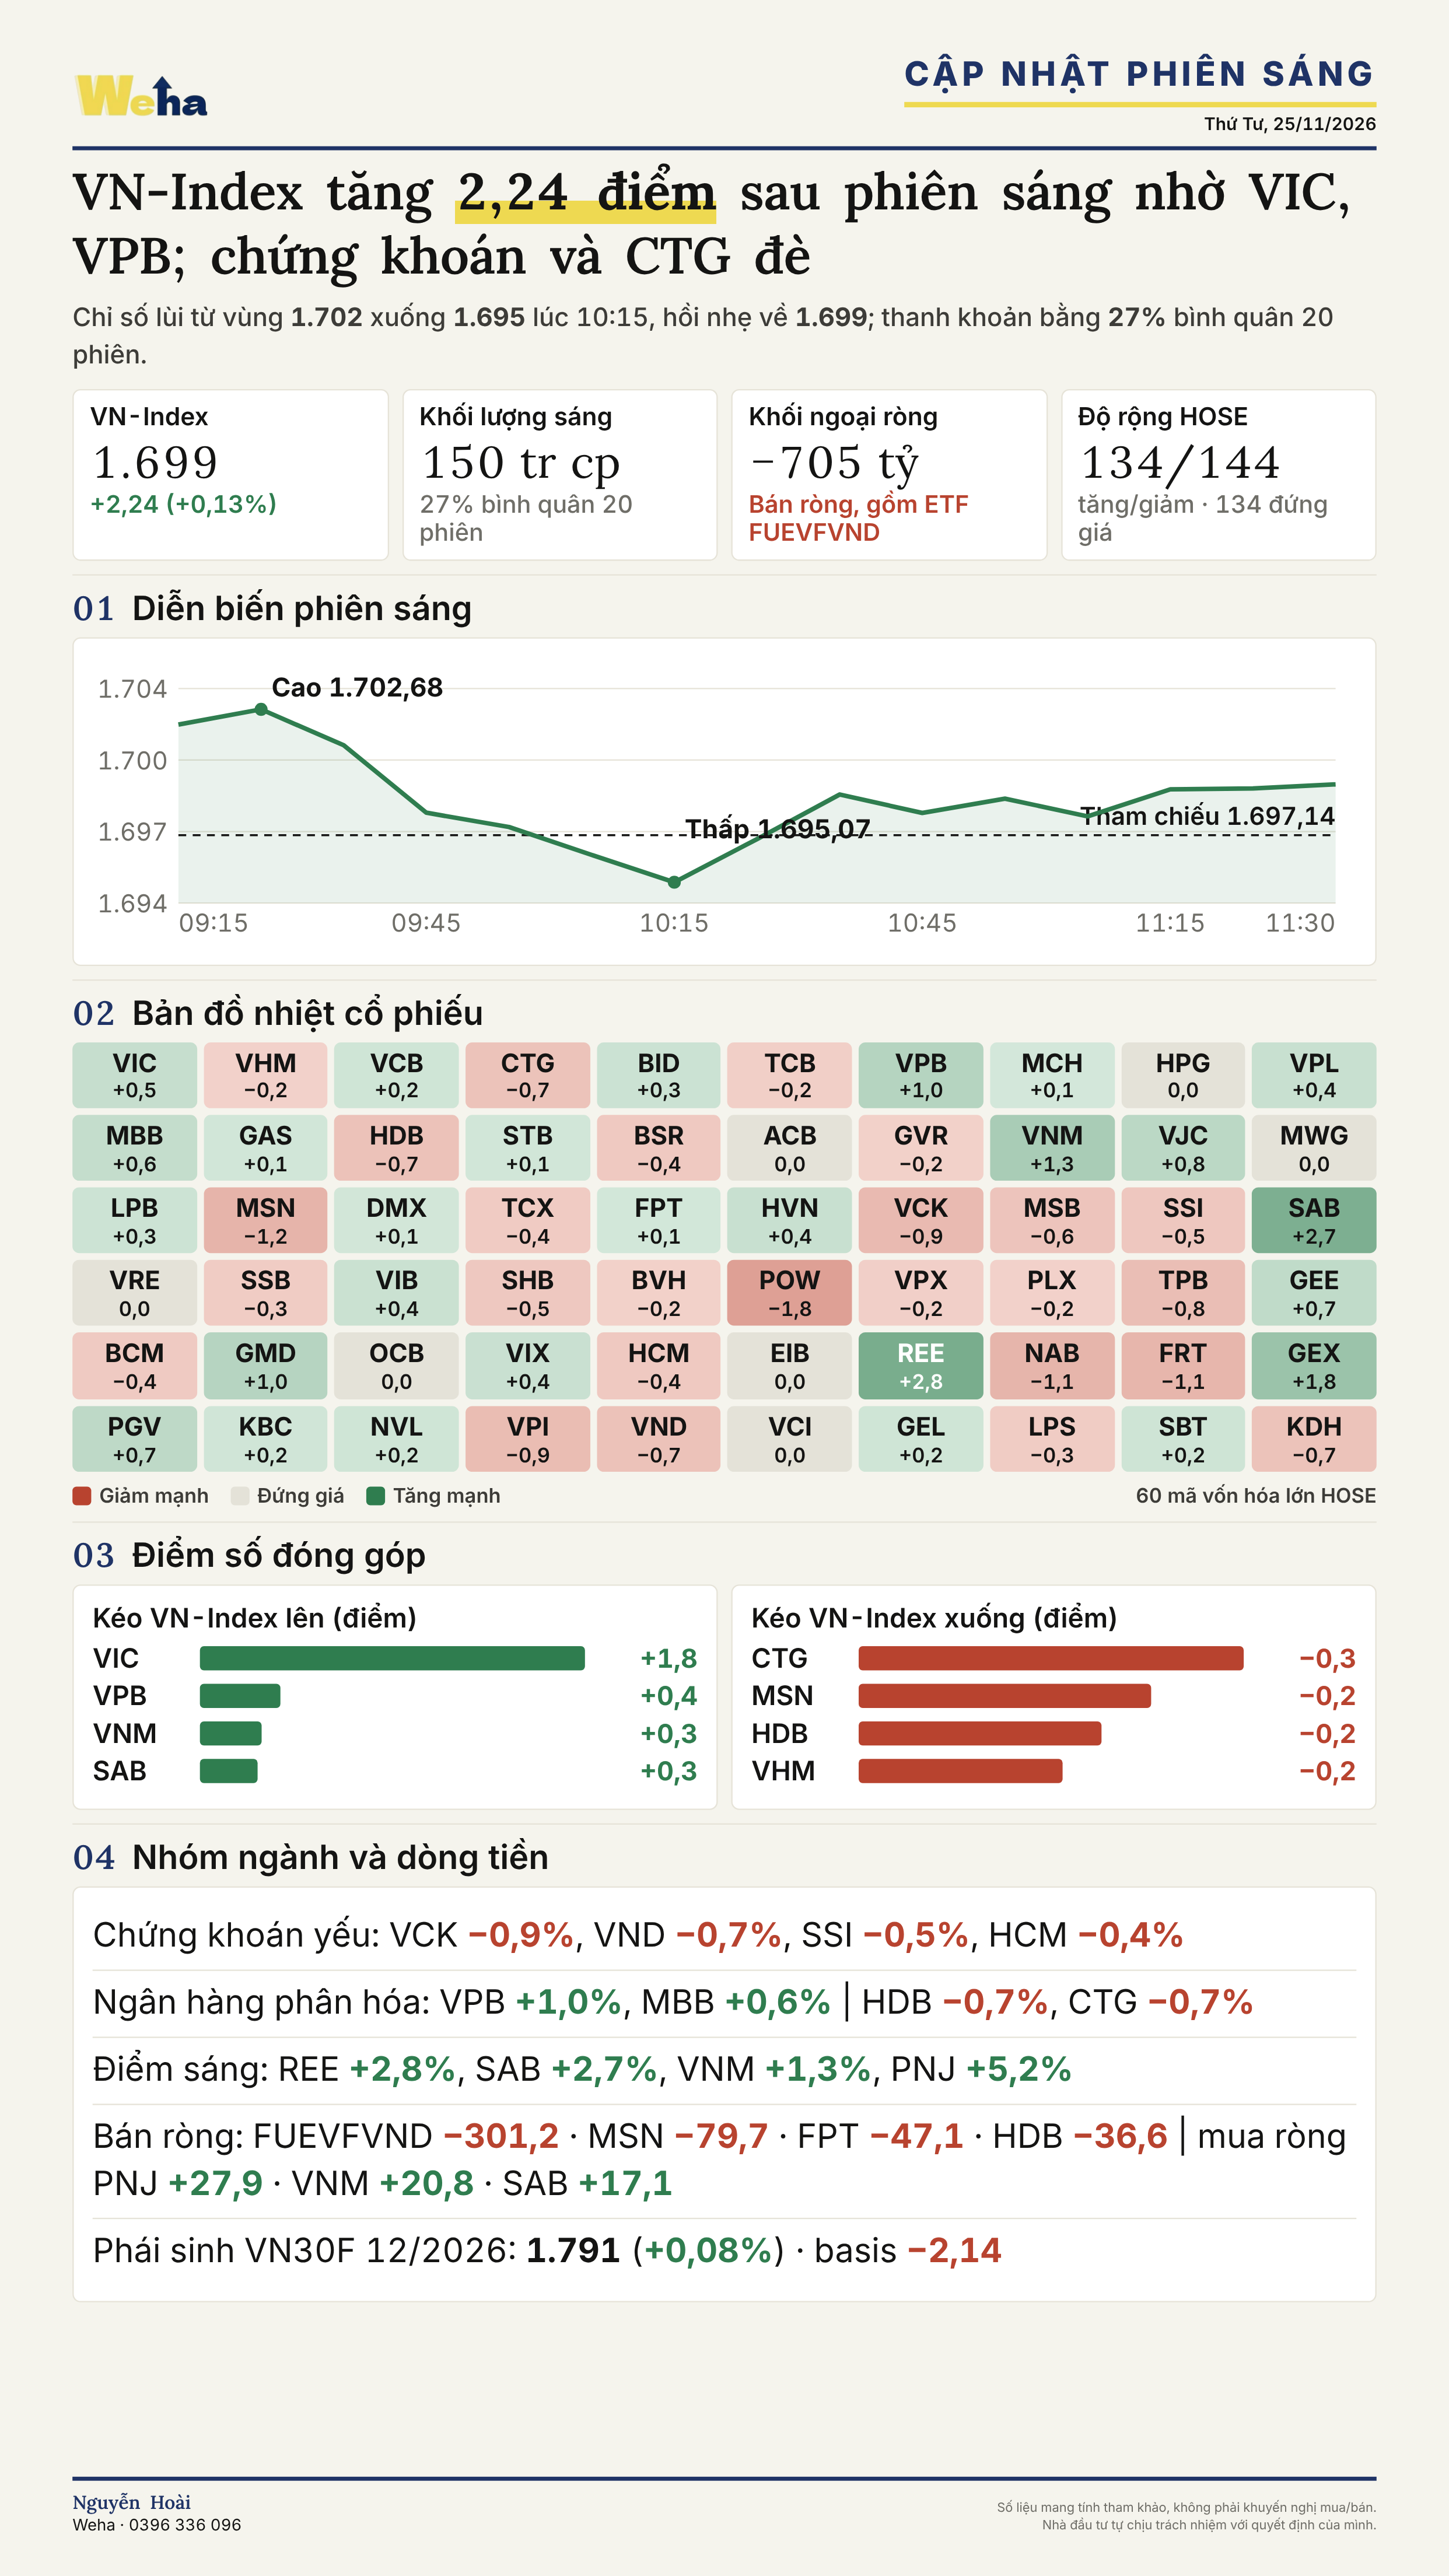 Weha
CẬP NHẬT PHIÊN SÁNG
Thứ Tư, 25/11/2026
VN-Index tăng 2,24 điểm sau phiên sáng nhờ VIC,
VPB; chứng khoán và CTG đè
Chỉ số lùi từ vùng 1.702 xuống 1.695 lúc 10:15, hồi nhẹ về 1.699; thanh khoản bằng 27% bình quân 20
phiên.
VN-Index
1.699
+2,24 (+0,13%)
Khối lượng sáng
150 tr cp
27% bình quân 20
phiên
Khối ngoại ròng
−705 tỷ
Bán ròng, gồm ETF
FUEVFVND
Độ rộng HOSE
134/144
tăng/giảm · 134 đứng
giá
01 Diễn biến phiên sáng
1.704
1.700
1.697
1.694
Cao 1.702,68
Thấp 1.695,07
Tham chiếu 1.697,14
09:15 09:45 10:15 10:45 11:15 11:30
02 Bản đồ nhiệt cổ phiếu
VIC VHM VCB CTG BID TCB VPB MCH HPG VPL
+0,5 −0,2 +0,2 −0,7 +0,3 −0,2 +1,0 +0,1 0,0 +0,4
MBB GAS HDB STB BSR ACB GVR VNM VJC MWG
+0,6 +0,1 −0,7 +0,1 −0,4 0,0 −0,2 +1,3 +0,8 0,0
LPB MSN DMX TCX FPT HVN VCK MSB SSI SAB
+0,3 −1,2 +0,1 −0,4 +0,1 +0,4 −0,9 −0,6 −0,5 +2,7
VRE SSB VIB SHB BVH POW VPX PLX TPB GEE
0,0 −0,3 +0,4 −0,5 −0,2 −1,8 −0,2 −0,2 −0,8 +0,7
BCM GMD OCB VIX HCM EIB REE NAB FRT GEX
−0,4 +1,0 0,0 +0,4 −0,4 0,0 +2,8 −1,1 −1,1 +1,8
PGV KBC NVL VPI VND VCI GEL LPS SBT KDH
+0,7 +0,2 +0,2 −0,9 −0,7 0,0 +0,2 −0,3 +0,2 −0,7
Giảm mạnh Đứng giá Tăng mạnh 60 mã vốn hóa lớn HOSE
03 Điểm số đóng góp
Kéo VN-Index lên (điểm)
VIC +1,8
VPB +0,4
VNM +0,3
SAB +0,3
Kéo VN-Index xuống (điểm)
CTG −0,3
MSN −0,2
HDB −0,2
VHM −0,2
04 Nhóm ngành và dòng tiền
Chứng khoán yếu: VCK −0,9%, VND −0,7%, SSI −0,5%, HCM −0,4%
Ngân hàng phân hóa: VPB +1,0%, MBB +0,6% | HDB −0,7%, CTG −0,7%
Điểm sáng: REE +2,8%, SAB +2,7%, VNM +1,3%, PNJ +5,2%
Bán ròng: FUEVFVND −301,2 · MSN −79,7 · FPT −47,1 · HDB −36,6 | mua ròng
PNJ +27,9 · VNM +20,8 · SAB +17,1
Phái sinh VN30F 12/2026: 1.791 (+0,08%) · basis −2,14
Nguyễn Hoài
Weha · 0396 336 096
Số liệu mang tính tham khảo, không phải khuyến nghị mua/bán.
Nhà đầu tư tự chịu trách nhiệm với quyết định của mình.